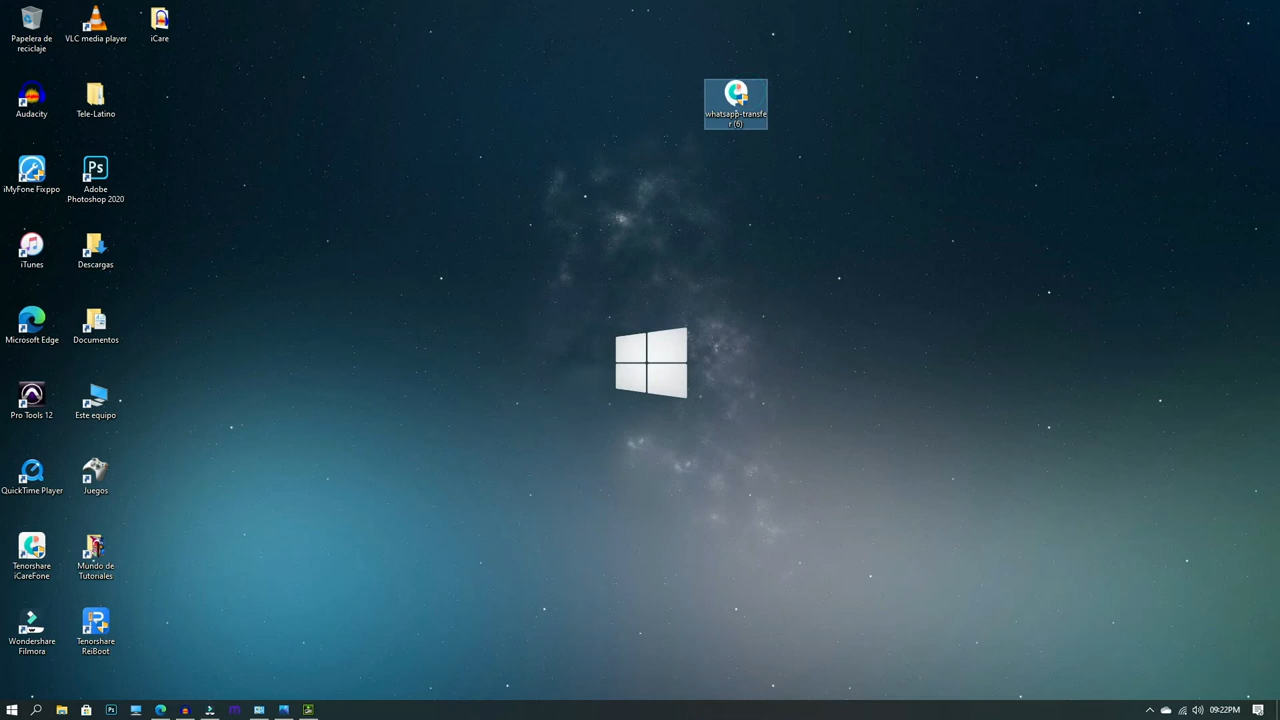 Papelera de
reciclaje
VLC media player
iCare
whatsapp-transfe
r (6)
Audacity
Tele-Latino
iMyFone Fixppo
Adobe
Photoshop 2020
Ps
iTunes
Descargas
Microsoft Edge
Documentos
Pro Tools 12
Este equipo
QuickTime Player
Juegos
Tenorshare
iCareFone
Mundo de
Tutoriales
Wondershare
Filmora
Tenorshare
ReiBoot
09:22PM